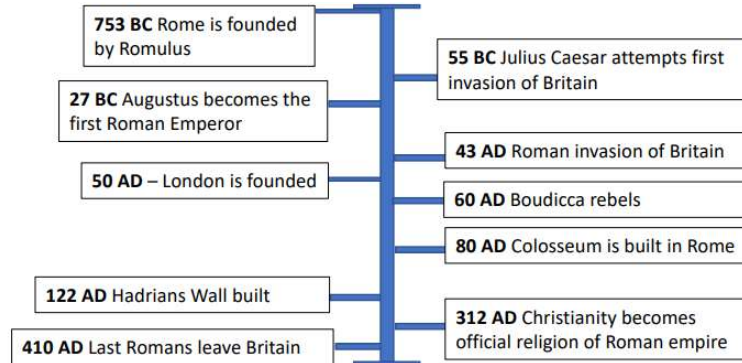 753 BC Rome is founded
by Romulus
55 BC Julius Caesar attempts first
invasion of Britain
27 BC Augustus becomes the
first Roman Emperor
43 AD Roman invasion of Britain
50 AD – London is founded
60 AD Boudicca rebels
80 AD Colosseum is built in Rome
122 AD Hadrians Wall built
312 AD Christianity becomes
official religion of Roman empire
410 AD Last Romans leave Britain